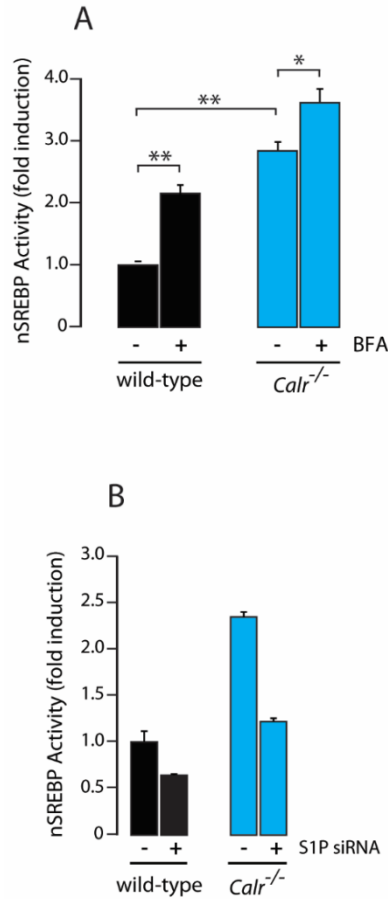 A
nSREBP Activity (fold induction)
4.0
3.0
2.0
1.0
0
**
**
*
- + - + BFA
wild-type Calr-/-
B
nSREBP Activity (fold induction)
3.0
2.5
2.0
1.5
1.0
0.5
0
- + - + S1P siRNA
wild-type Calr-/-